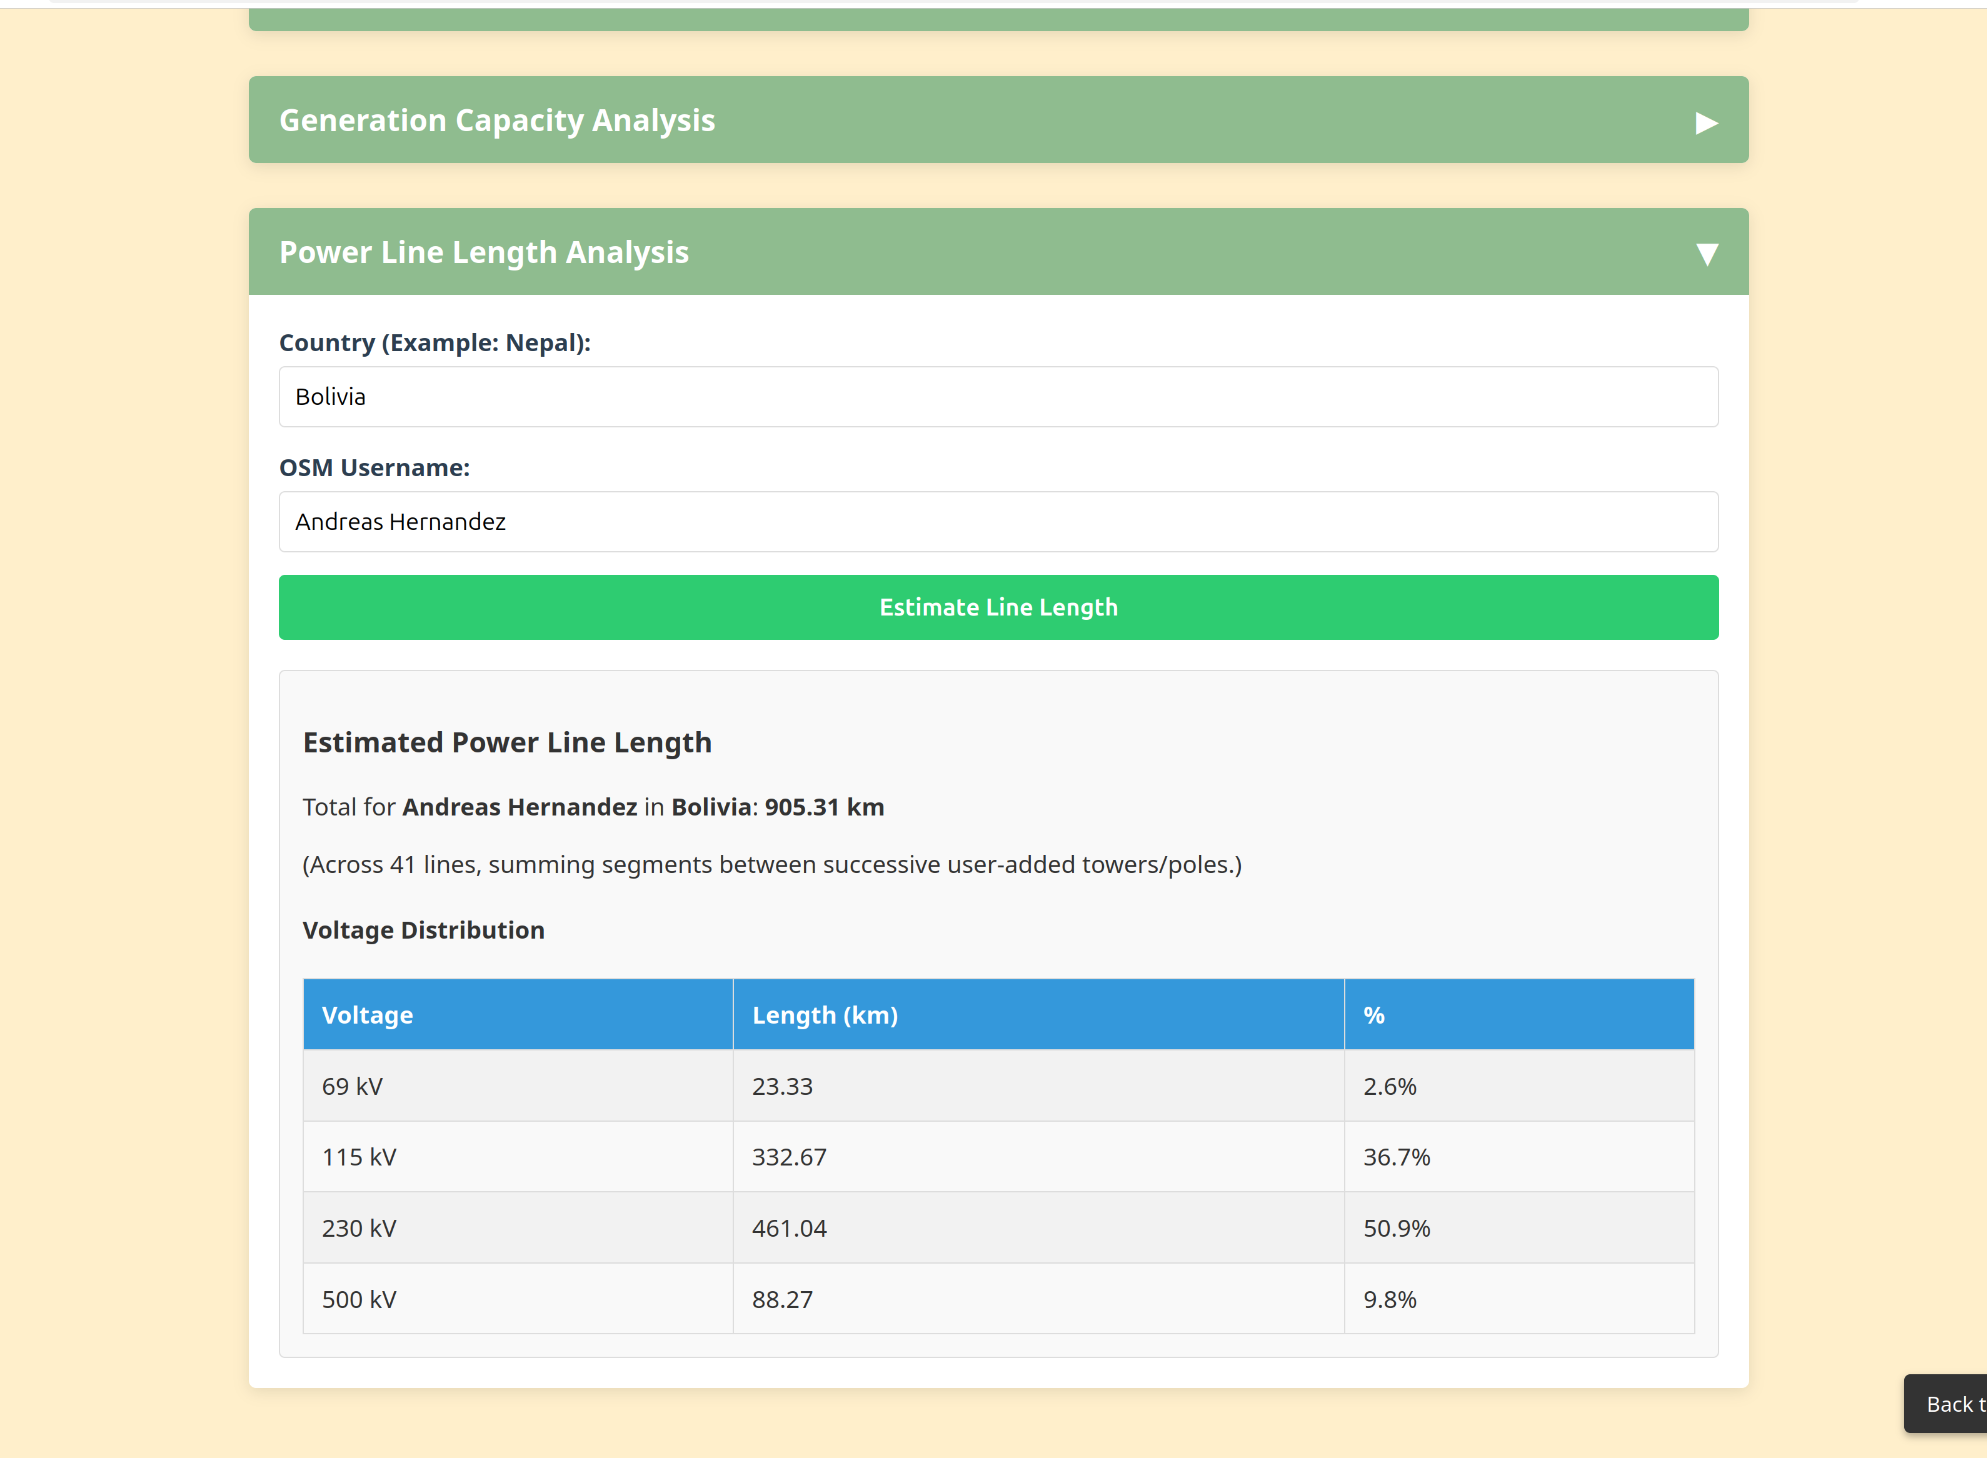 Generation Capacity Analysis ▶
Power Line Length Analysis ▼
Country (Example: Nepal):
Bolivia
OSM Username:
Andreas Hernandez
Estimate Line Length
Estimated Power Line Length
Total for Andreas Hernandez in Bolivia: 905.31 km
(Across 41 lines, summing segments between successive user-added towers/poles.)
Voltage Distribution
Voltage Length (km) %
69 kV 23.33 2.6%
115 kV 332.67 36.7%
230 kV 461.04 50.9%
500 kV 88.27 9.8%
Back